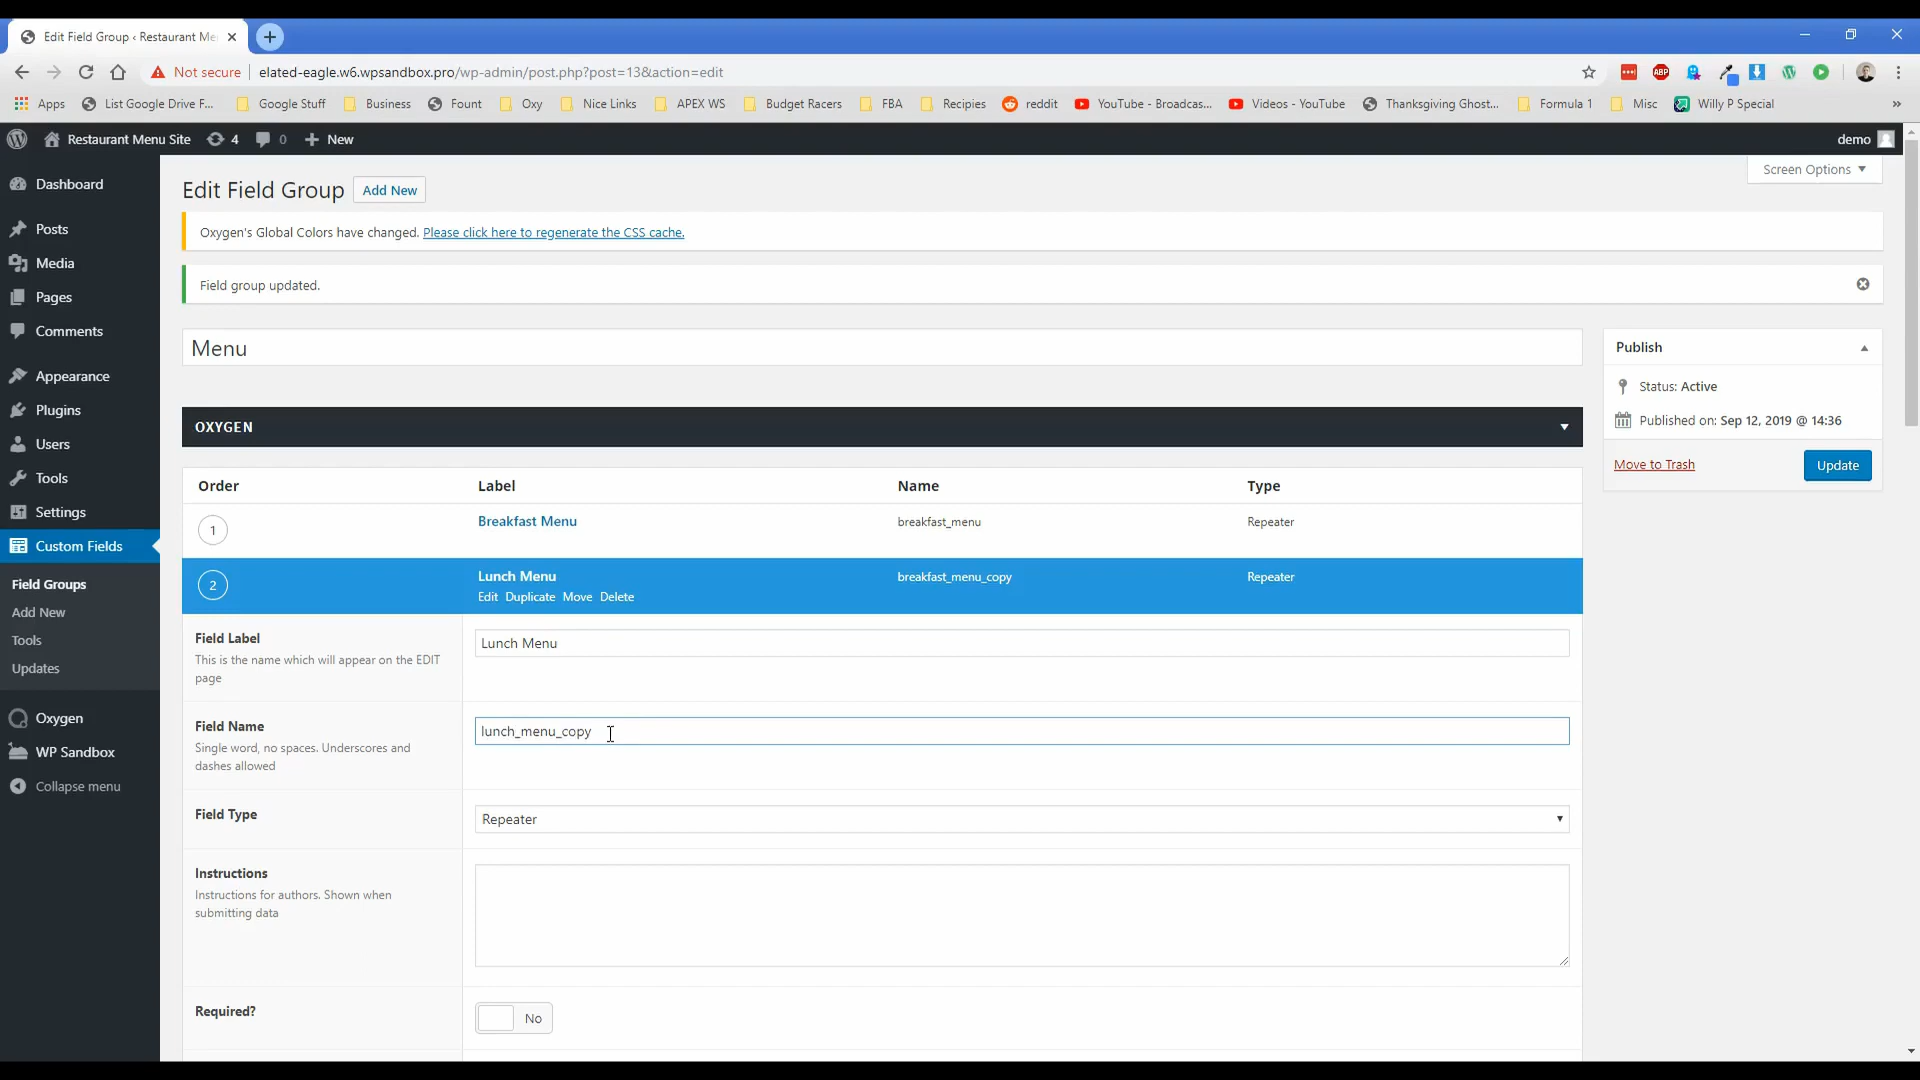 Edit Field Group ‹ Restaurant Me
Not secure
elated-eagle.w6.wpsandbox.pro/wp-admin/post.php?post=13&action=edit
ABP
Apps
List Google Drive F...
Google Stuff
Business
Fount
Oxy
Nice Links
APEX WS
Budget Racers
FBA
Recipies
reddit
YouTube - Broadcas...
Videos - YouTube
Thanksgiving Ghost...
Formula 1
Misc
Willy P Special
»
Restaurant Menu Site
4
0
New
demo
Dashboard
Posts
Media
Pages
Comments
Appearance
Plugins
Users
Tools
Settings
Custom Fields
Field Groups
Add New
Tools
Updates
Oxygen
WP Sandbox
Collapse menu
Screen Options
Edit Field Group
Add New
Oxygen's Global Colors have changed. Please click here to regenerate the CSS cache.
Field group updated.
Menu
OXYGEN
Order Label Name Type
1 Breakfast Menu breakfast_menu Repeater
2 Lunch Menu breakfast_menu_copy Repeater
Edit Duplicate Move Delete
Field Label
This is the name which will appear on the EDIT
page
Lunch Menu
Field Name
Single word, no spaces. Underscores and
dashes allowed
lunch_menu_copy
Field Type
Repeater
Instructions
Instructions for authors. Shown when
submitting data
Required?
No
Publish
Status: Active
Published on: Sep 12, 2019 @ 14:36
Move to Trash
Update